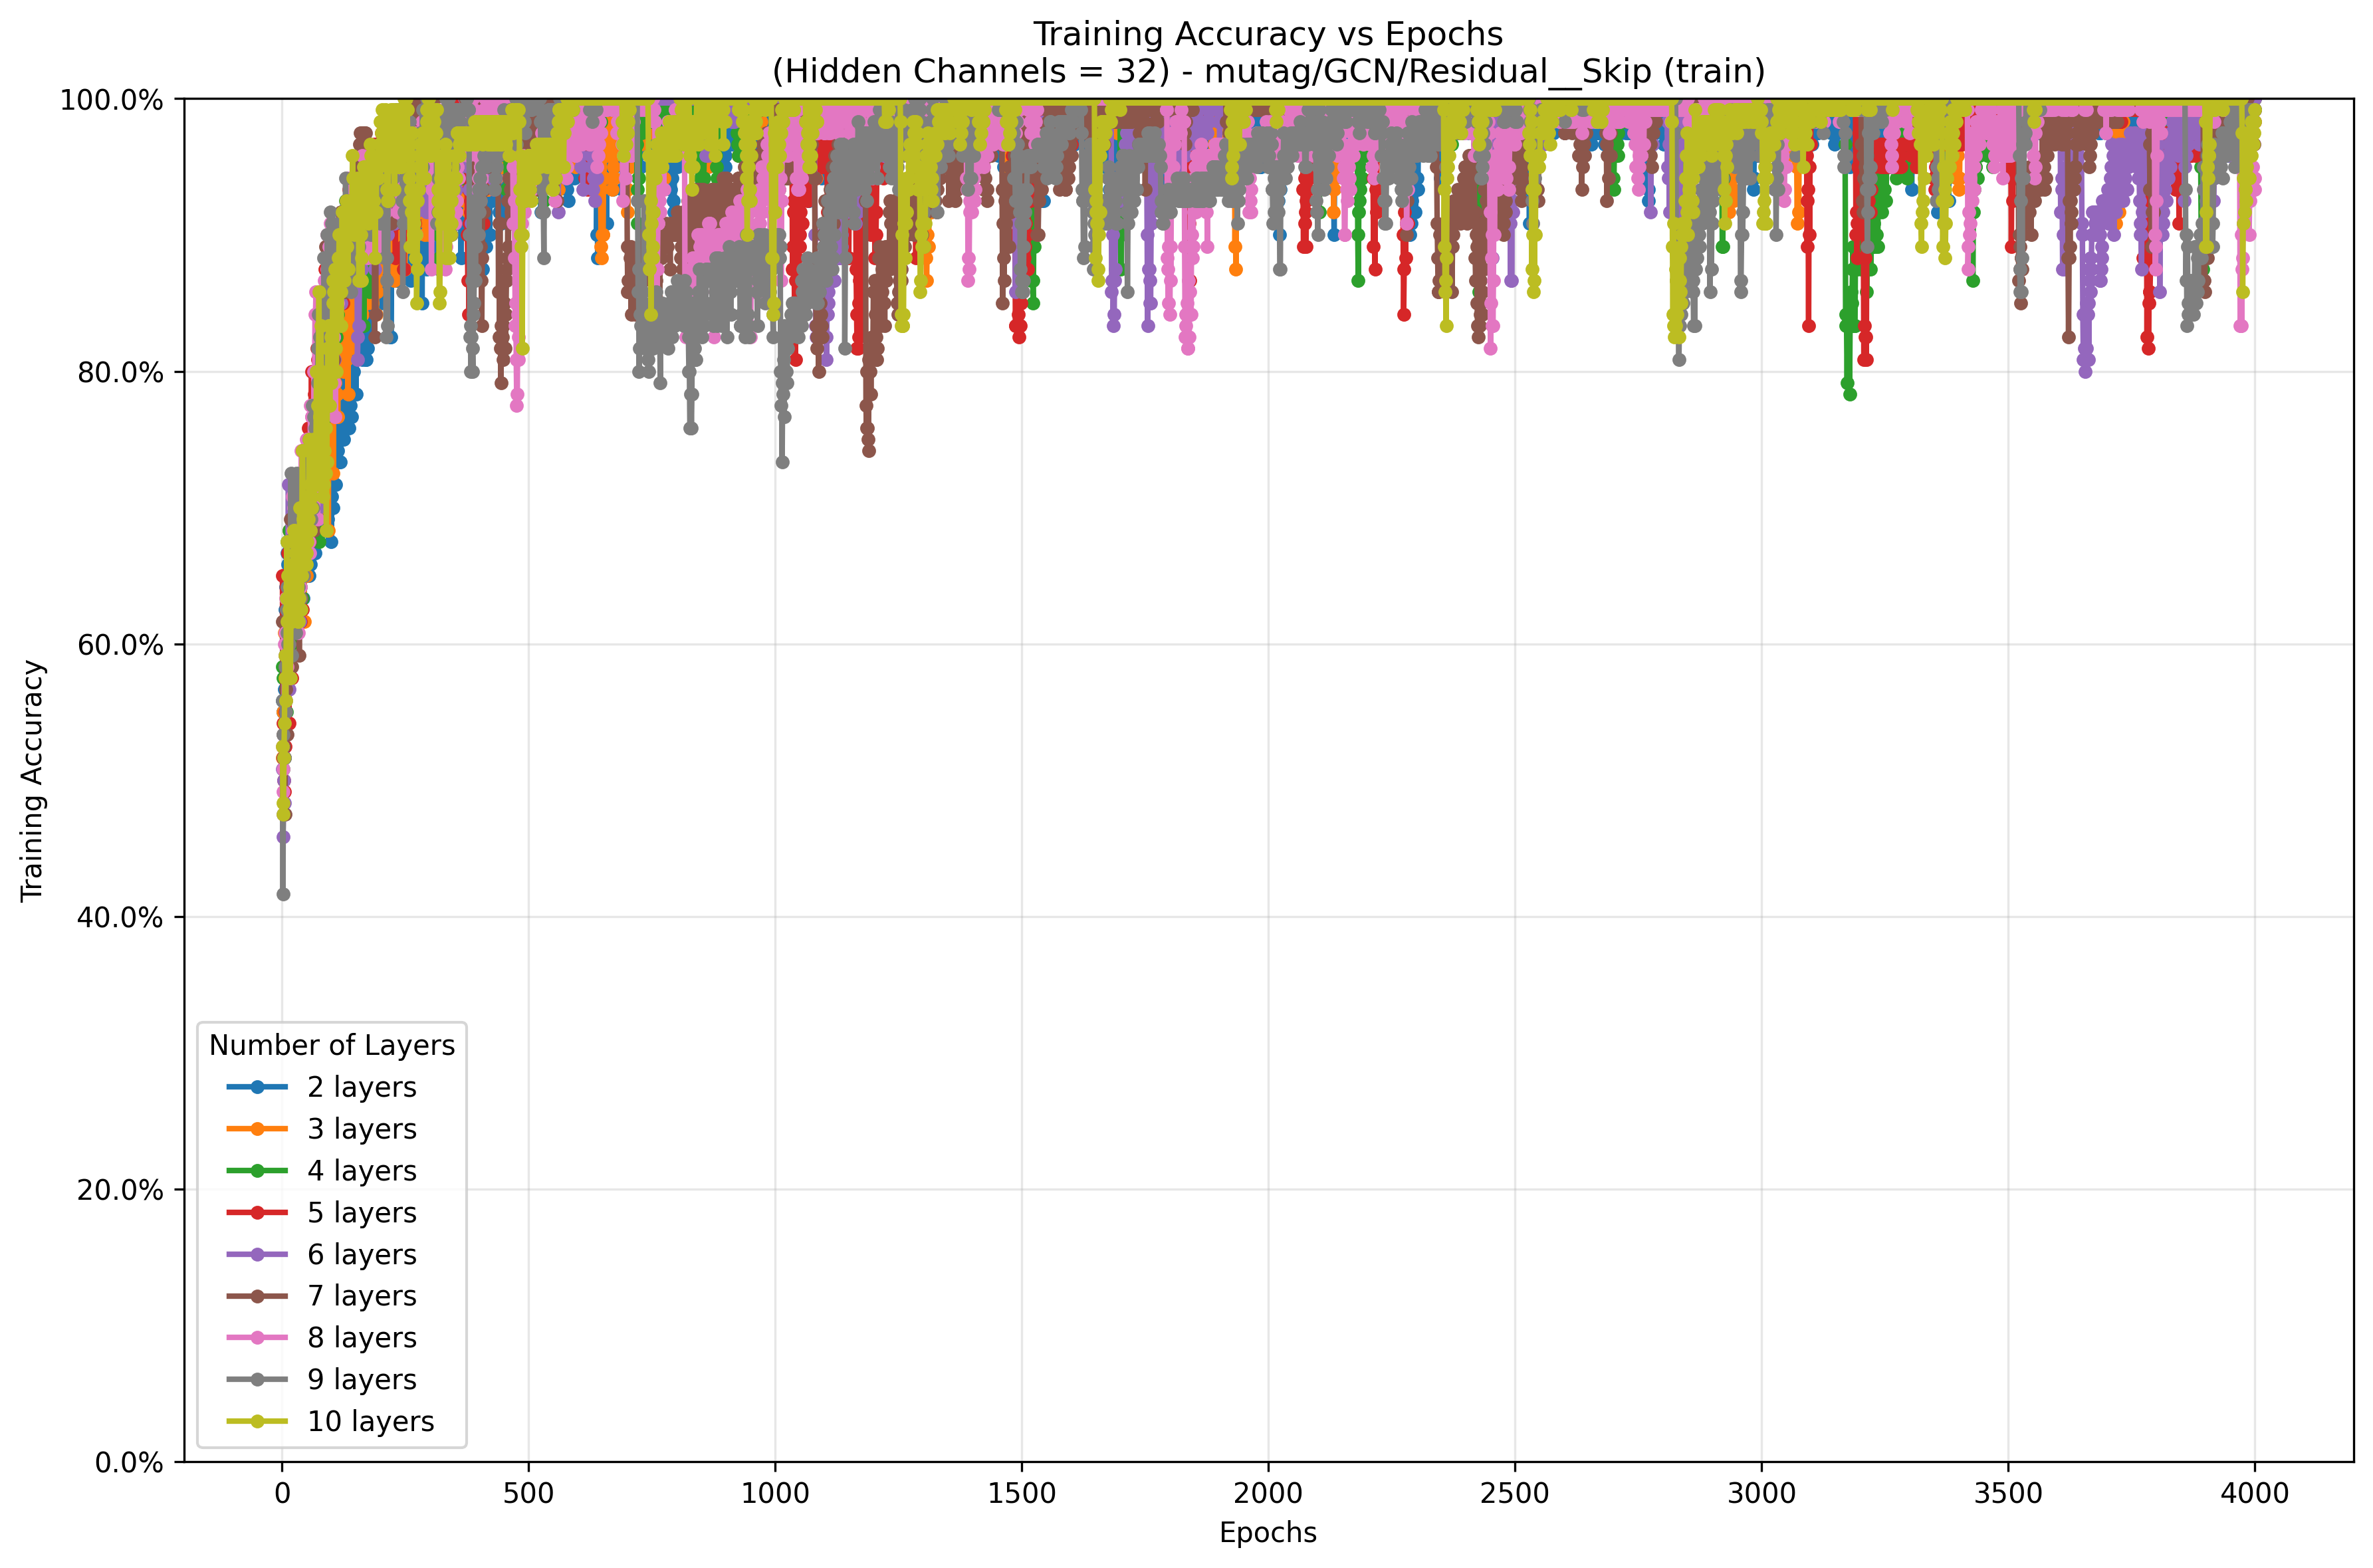 Training Accuracy vs Epochs
(Hidden Channels = 32) - mutag/GCN/Residual__Skip (train)
100.0%
80.0%
60.0%
40.0%
20.0%
0.0%
Training Accuracy
Number of Layers
2 layers
3 layers
4 layers
5 layers
6 layers
7 layers
8 layers
9 layers
10 layers
0 500 1000 1500 2000 2500 3000 3500 4000
Epochs